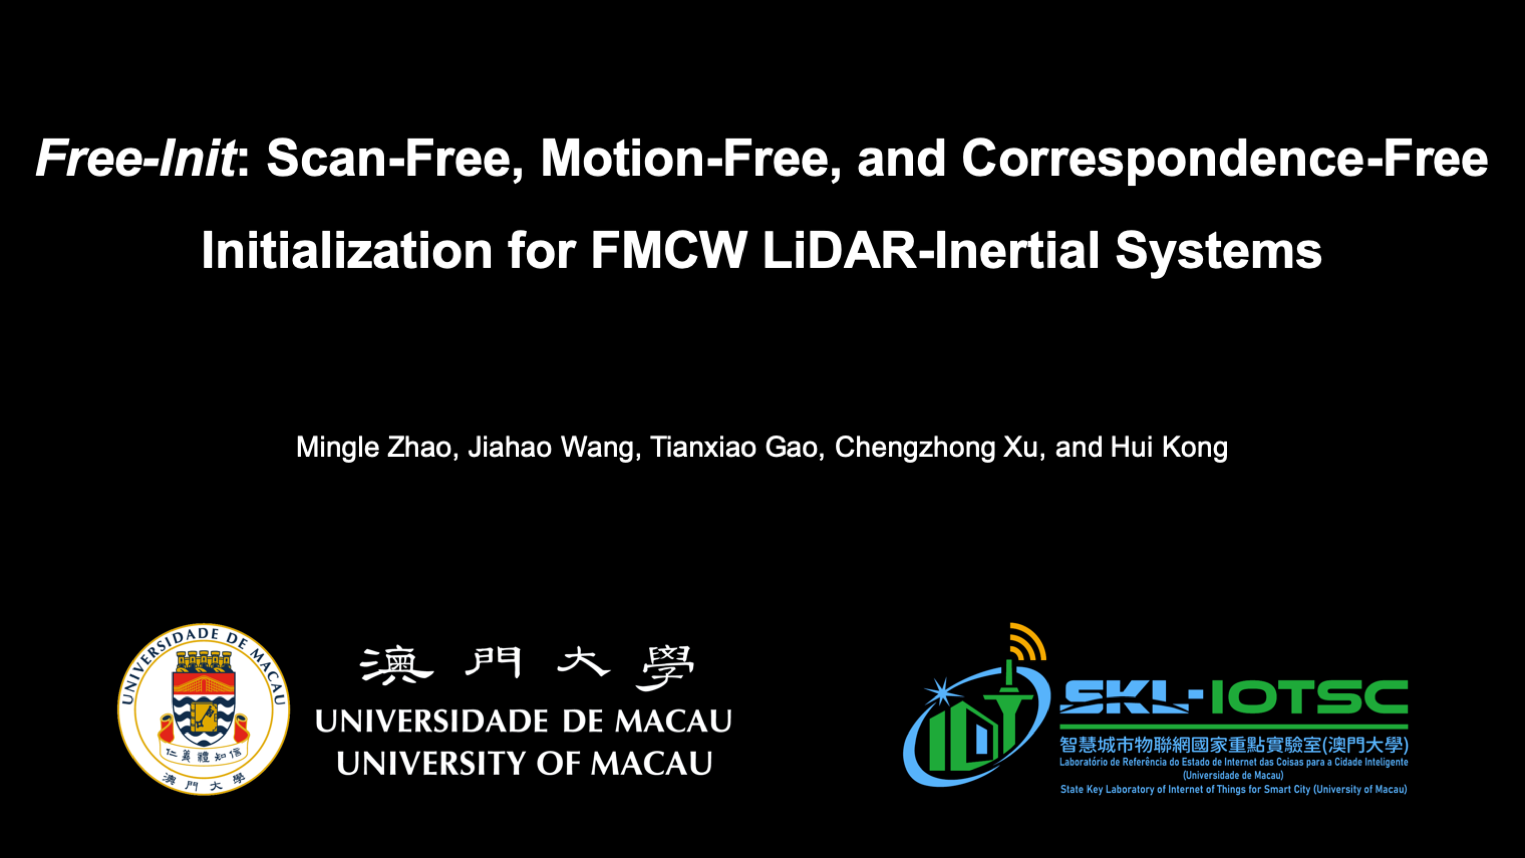 Free-Init: Scan-Free, Motion-Free, and Correspondence-Free
Initialization for FMCW LiDAR-Inertial Systems
Mingle Zhao, Jiahao Wang, Tianxiao Gao, Chengzhong Xu, and Hui Kong
UNIVERSIDADE DE MACAU
仁義禮知信
澳門大學
澳門大學
UNIVERSIDADE DE MACAU
UNIVERSITY OF MACAU
SKL-IOTSC
智慧城市物聯網國家重點實驗室(澳門大學)
Laboratório de Referência do Estado de Internet das Coisas para a Cidade Inteligente
(Universidade de Macau)
State Key Laboratory of Internet of Things for Smart City (University of Macau)